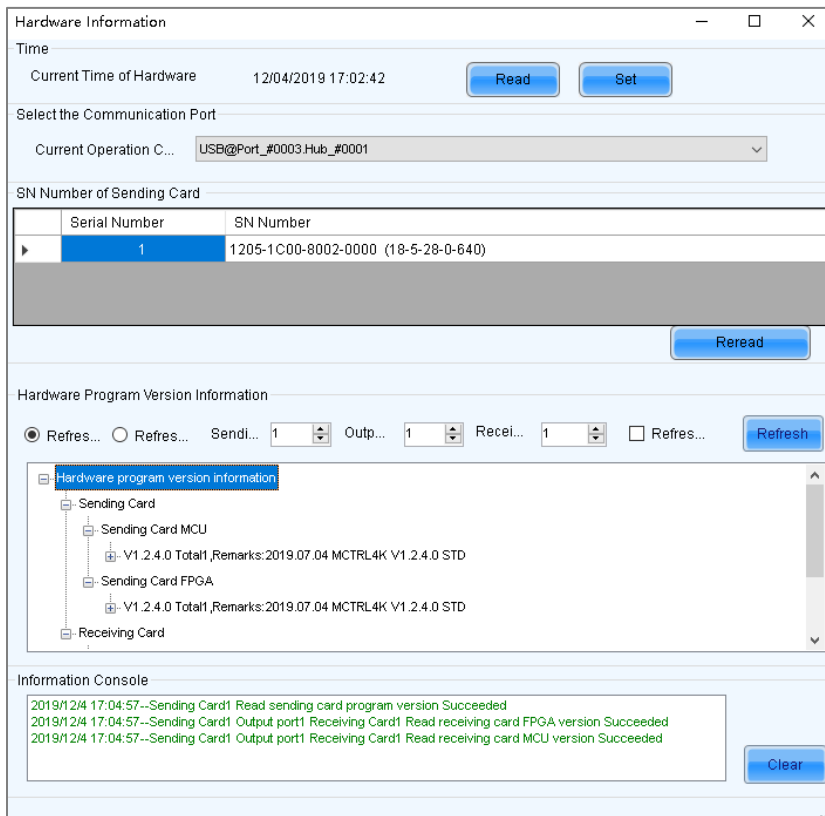 Hardware Information
Time
Current Time of Hardware 12/04/2019 17:02:42 Read Set
Select the Communication Port
Current Operation C... USB@Port_#0003.Hub_#0001
SN Number of Sending Card
Serial Number SN Number
1 1205-1C00-8002-0000 (18-5-28-0-640)
Reread
Hardware Program Version Information
Refres... Refres... Sendi... 1 Outp... 1 Recei... 1 Refres... Refresh
Hardware program version information
Sending Card
Sending Card MCU
V1.2.4.0 Total1,Remarks:2019.07.04 MCTRL4K V1.2.4.0 STD
Sending Card FPGA
V1.2.4.0 Total1,Remarks:2019.07.04 MCTRL4K V1.2.4.0 STD
Receiving Card
Information Console
2019/12/4 17:04:57--Sending Card1 Read sending card program version Succeeded
2019/12/4 17:04:57--Sending Card1 Output port1 Receiving Card1 Read receiving card FPGA version Succeeded
2019/12/4 17:04:57--Sending Card1 Output port1 Receiving Card1 Read receiving card MCU version Succeeded
Clear